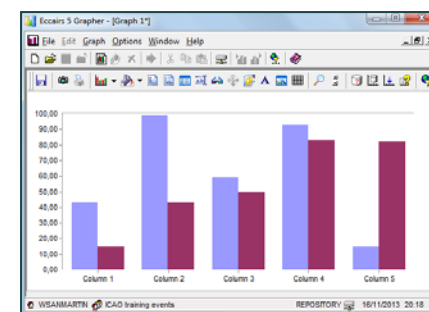 Eccairs 5 Grapher - [Graph 1*]
File Edit Graph Options Window Help
100,00
90,00
80,00
70,00
60,00
50,00
40,00
30,00
20,00
10,00
0,00
Column 1 Column 2 Column 3 Column 4 Column 5
WSANMARTIN ICAO training events REPOSITORY 16/11/2013 20:18